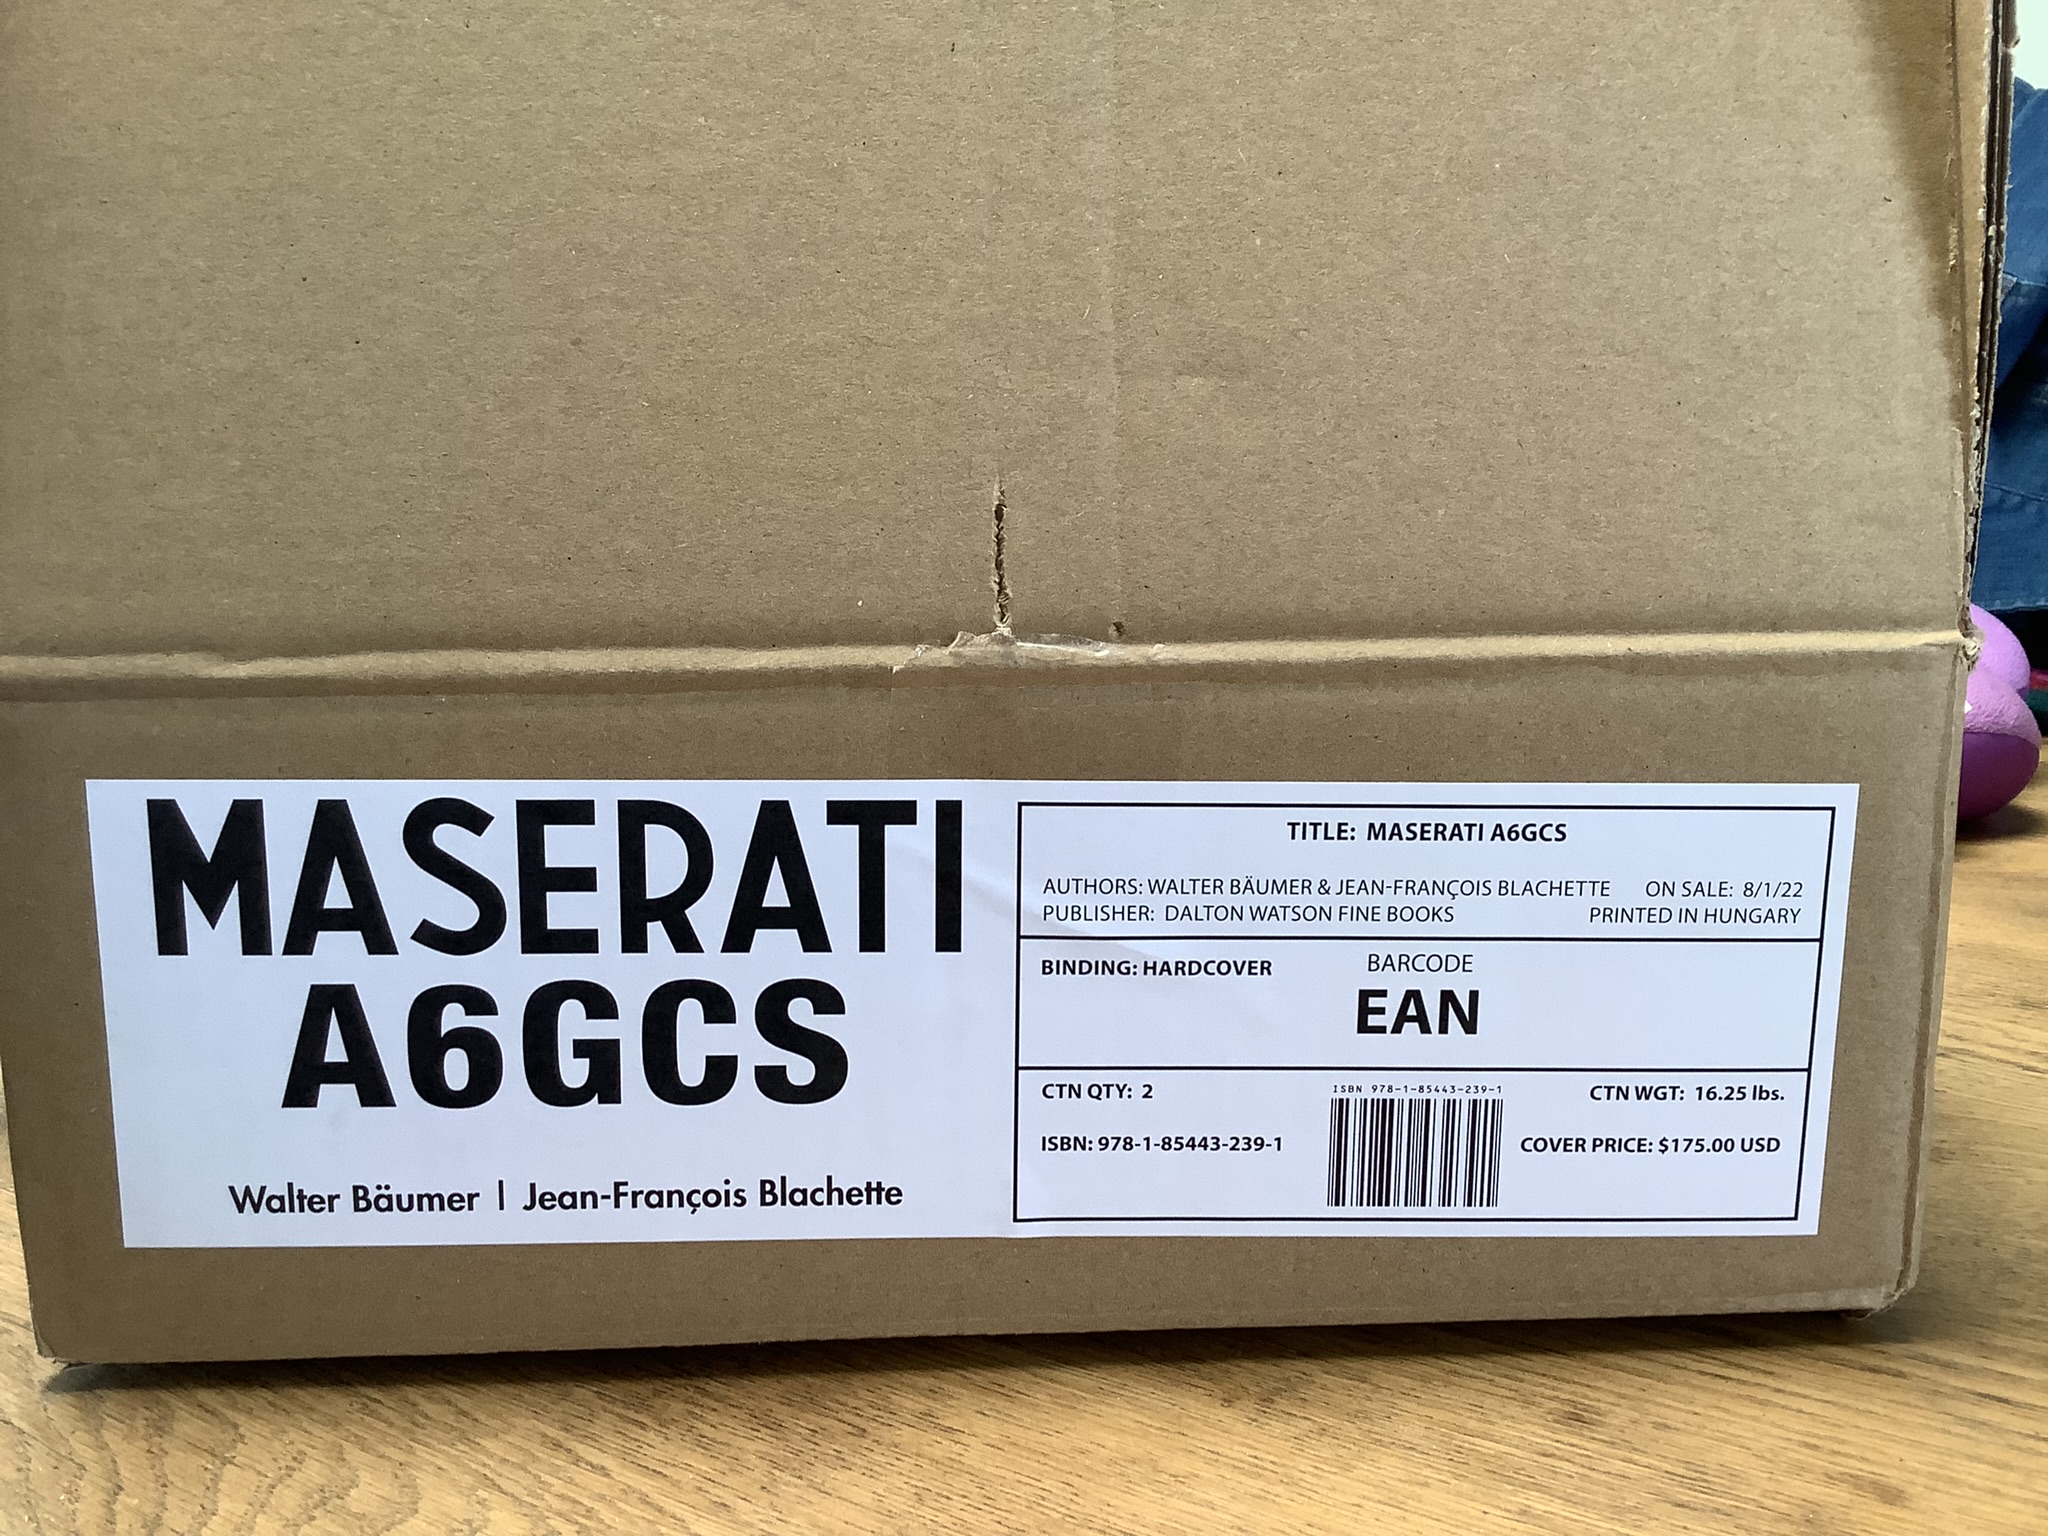 MASERATI
A6GCS
Walter Bäumer | Jean-François Blachette
TITLE: MASERATI A6GCS
AUTHORS: WALTER BÄUMER & JEAN-FRANÇOIS BLACHETTE ON SALE: 8/1/22
PUBLISHER: DALTON WATSON FINE BOOKS PRINTED IN HUNGARY
BINDING: HARDCOVER
BARCODE
EAN
CTN QTY: 2
ISBN: 978-1-85443-239-1
ISBN 978-1-85443-239-1
CTN WGT: 16.25 lbs.
COVER PRICE: $175.00 USD